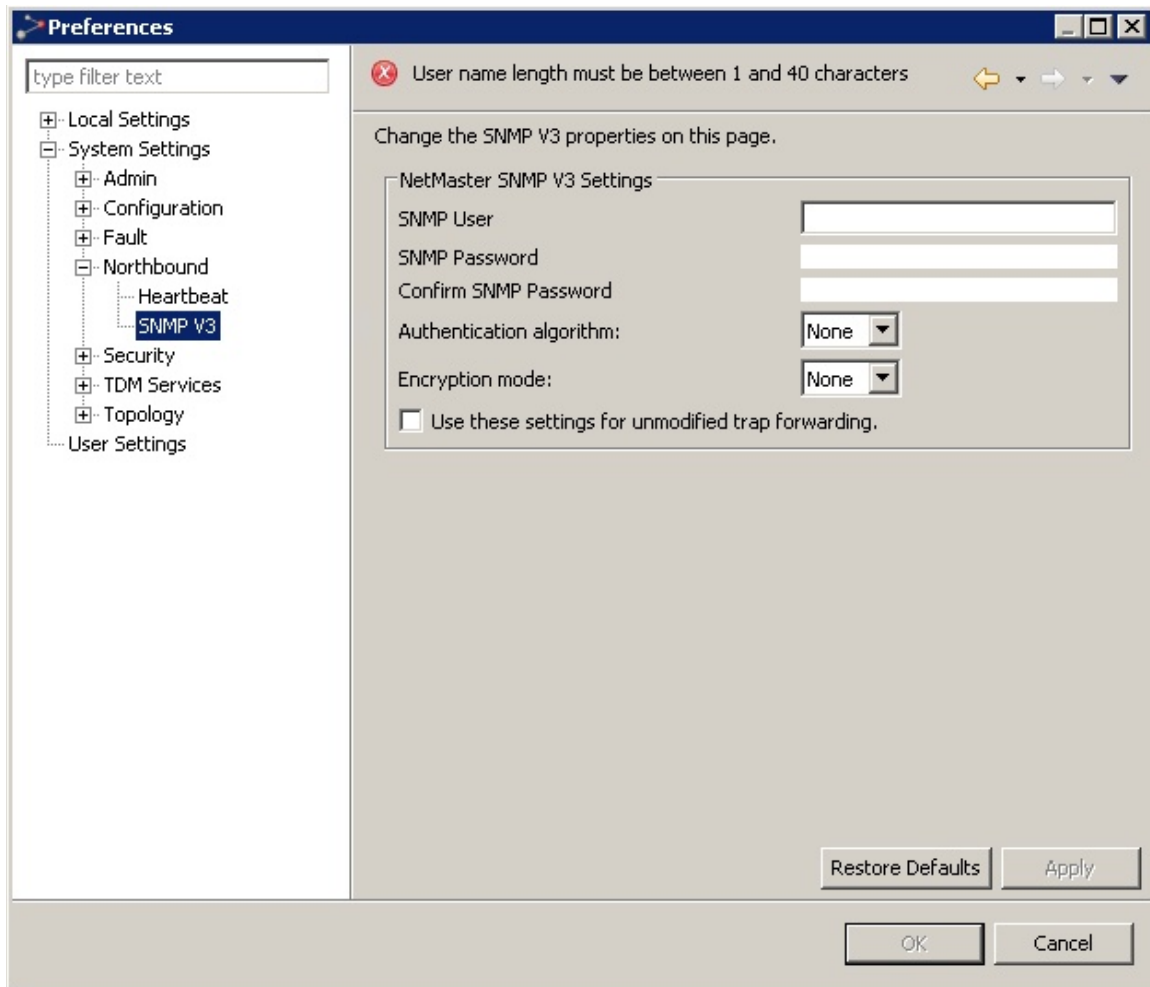 Preferences
type filter text
Local Settings
System Settings
Admin
Configuration
Fault
Northbound
Heartbeat
SNMP V3
Security
TDM Services
Topology
User Settings
User name length must be between 1 and 40 characters
Change the SNMP V3 properties on this page.
NetMaster SNMP V3 Settings
SNMP User
SNMP Password
Confirm SNMP Password
Authentication algorithm: None
Encryption mode: None
Use these settings for unmodified trap forwarding.
Restore Defaults Apply
OK Cancel